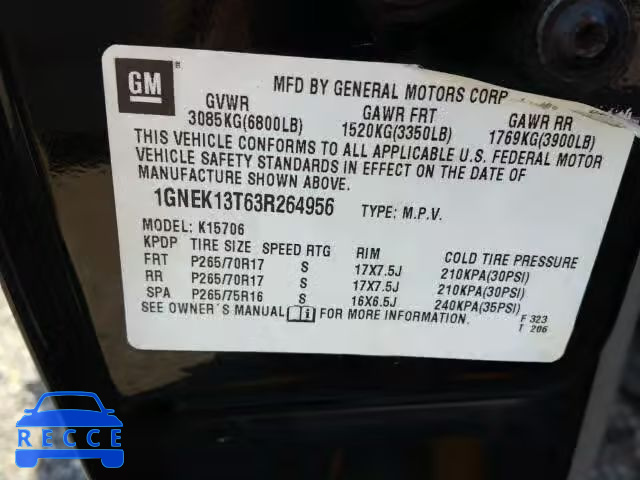 GM ®
MFD BY GENERAL MOTORS CORP
GVWR GAWR FRT GAWR RR
3085KG(6800LB) 1520KG(3350LB) 1769KG(3900LB)
THIS VEHICLE CONFORMS TO ALL APPLICABLE U.S. FEDERAL MOTOR
VEHICLE SAFETY STANDARDS IN EFFECT ON THE DATE OF
MANUFACTURE SHOWN ABOVE.
1GNEK13T63R264956 TYPE: M.P.V.
MODEL: K15706
KPDP TIRE SIZE SPEED RTG RIM COLD TIRE PRESSURE
FRT P265/70R17 S 17X7.5J 210KPA(30PSI)
RR P265/70R17 S 17X7.5J 210KPA(30PSI)
SPA P265/75R16 S 16X6.5J 240KPA(35PSI)
SEE OWNER'S MANUAL i FOR MORE INFORMATION.
F 323
T 206
RECCE